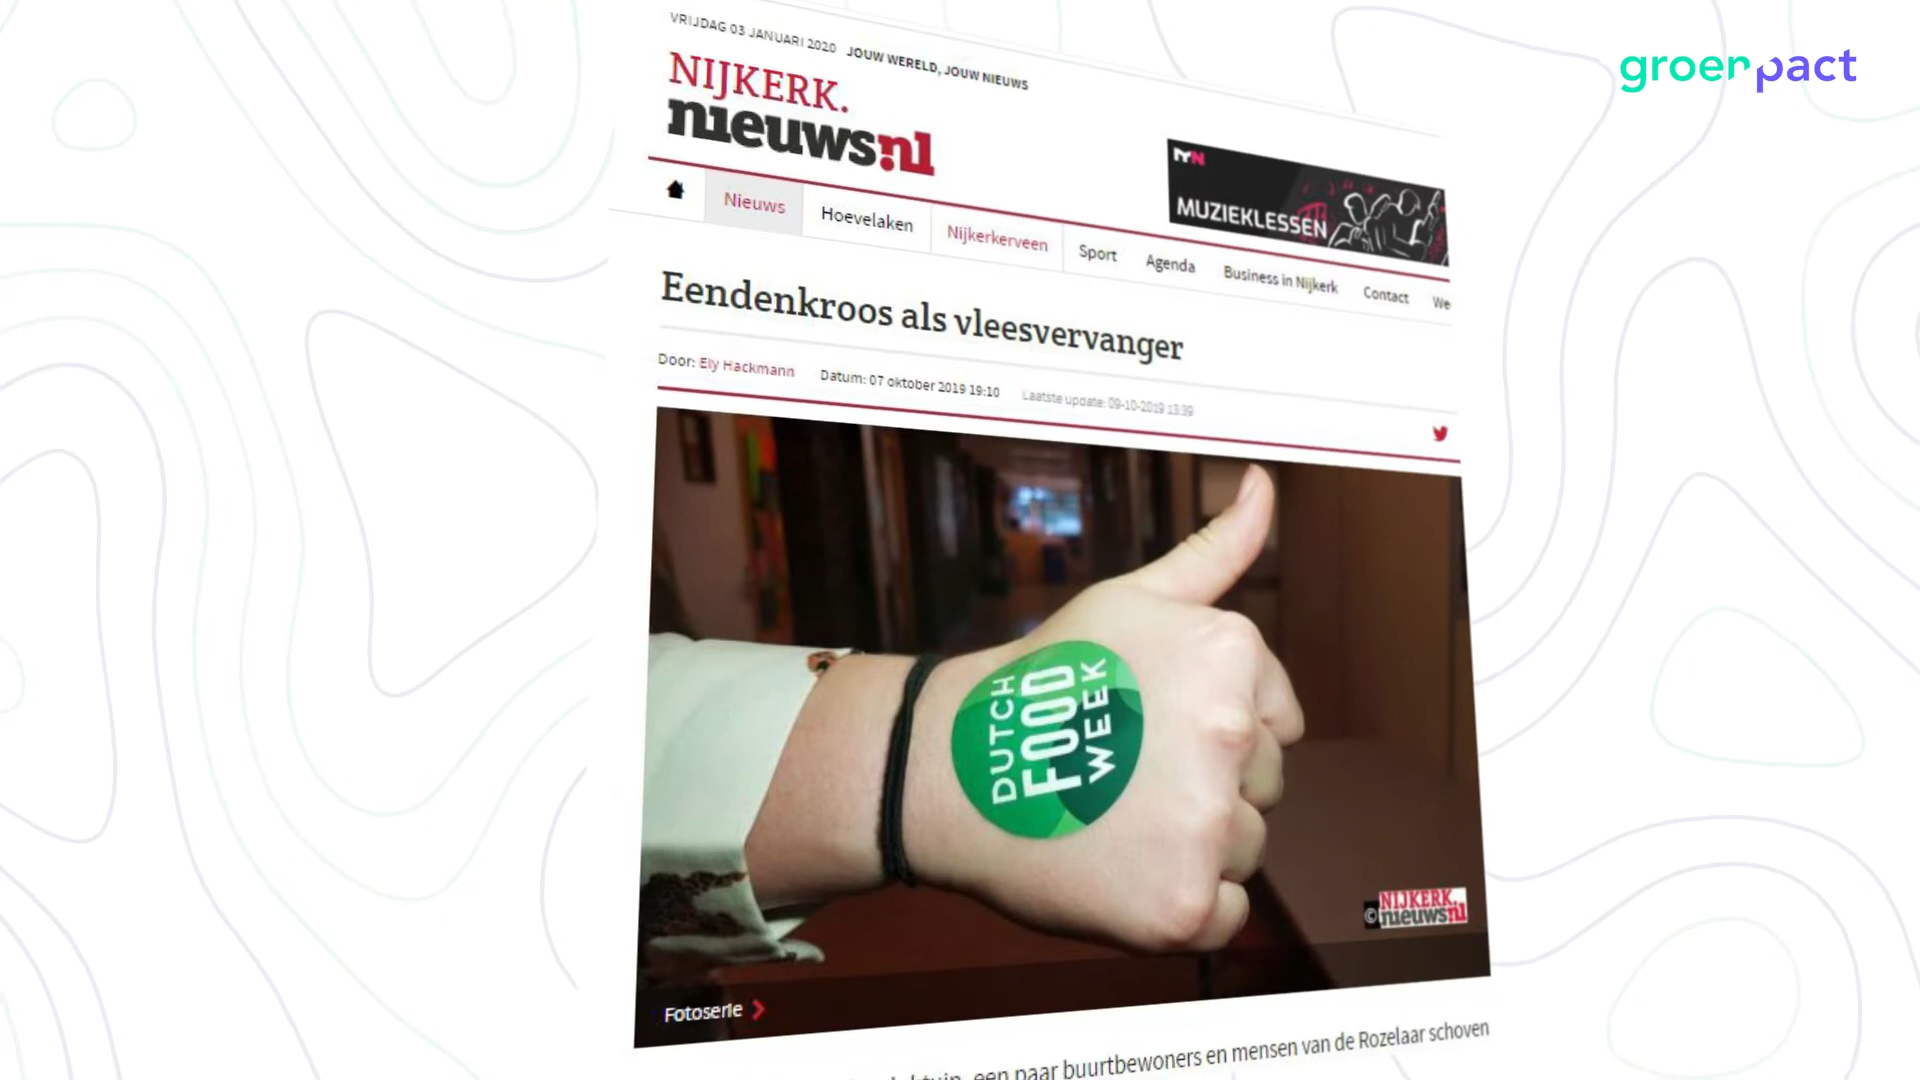 VRIJDAG 03 JANUARI 2020 JOUW WERELD, JOUW NIEUWS
groenpact
NIJKERK.
nieuws.nl
MUZIEKLESSEN
Nieuws Hoevelaken Nijkerkerveen Sport Agenda Business in Nijkerk Contact We
Eendenkroos als vleesvervanger
Door: Ely Hackmann Datum: 07 oktober 2019 19:10 Laatste update: 09-10-2019 13:39
DUTCH
FOOD
WEEK
© NIJKERK.
nieuws.nl
Fotoserie
een paar buurtbewoners en mensen van de Rozelaar schoven